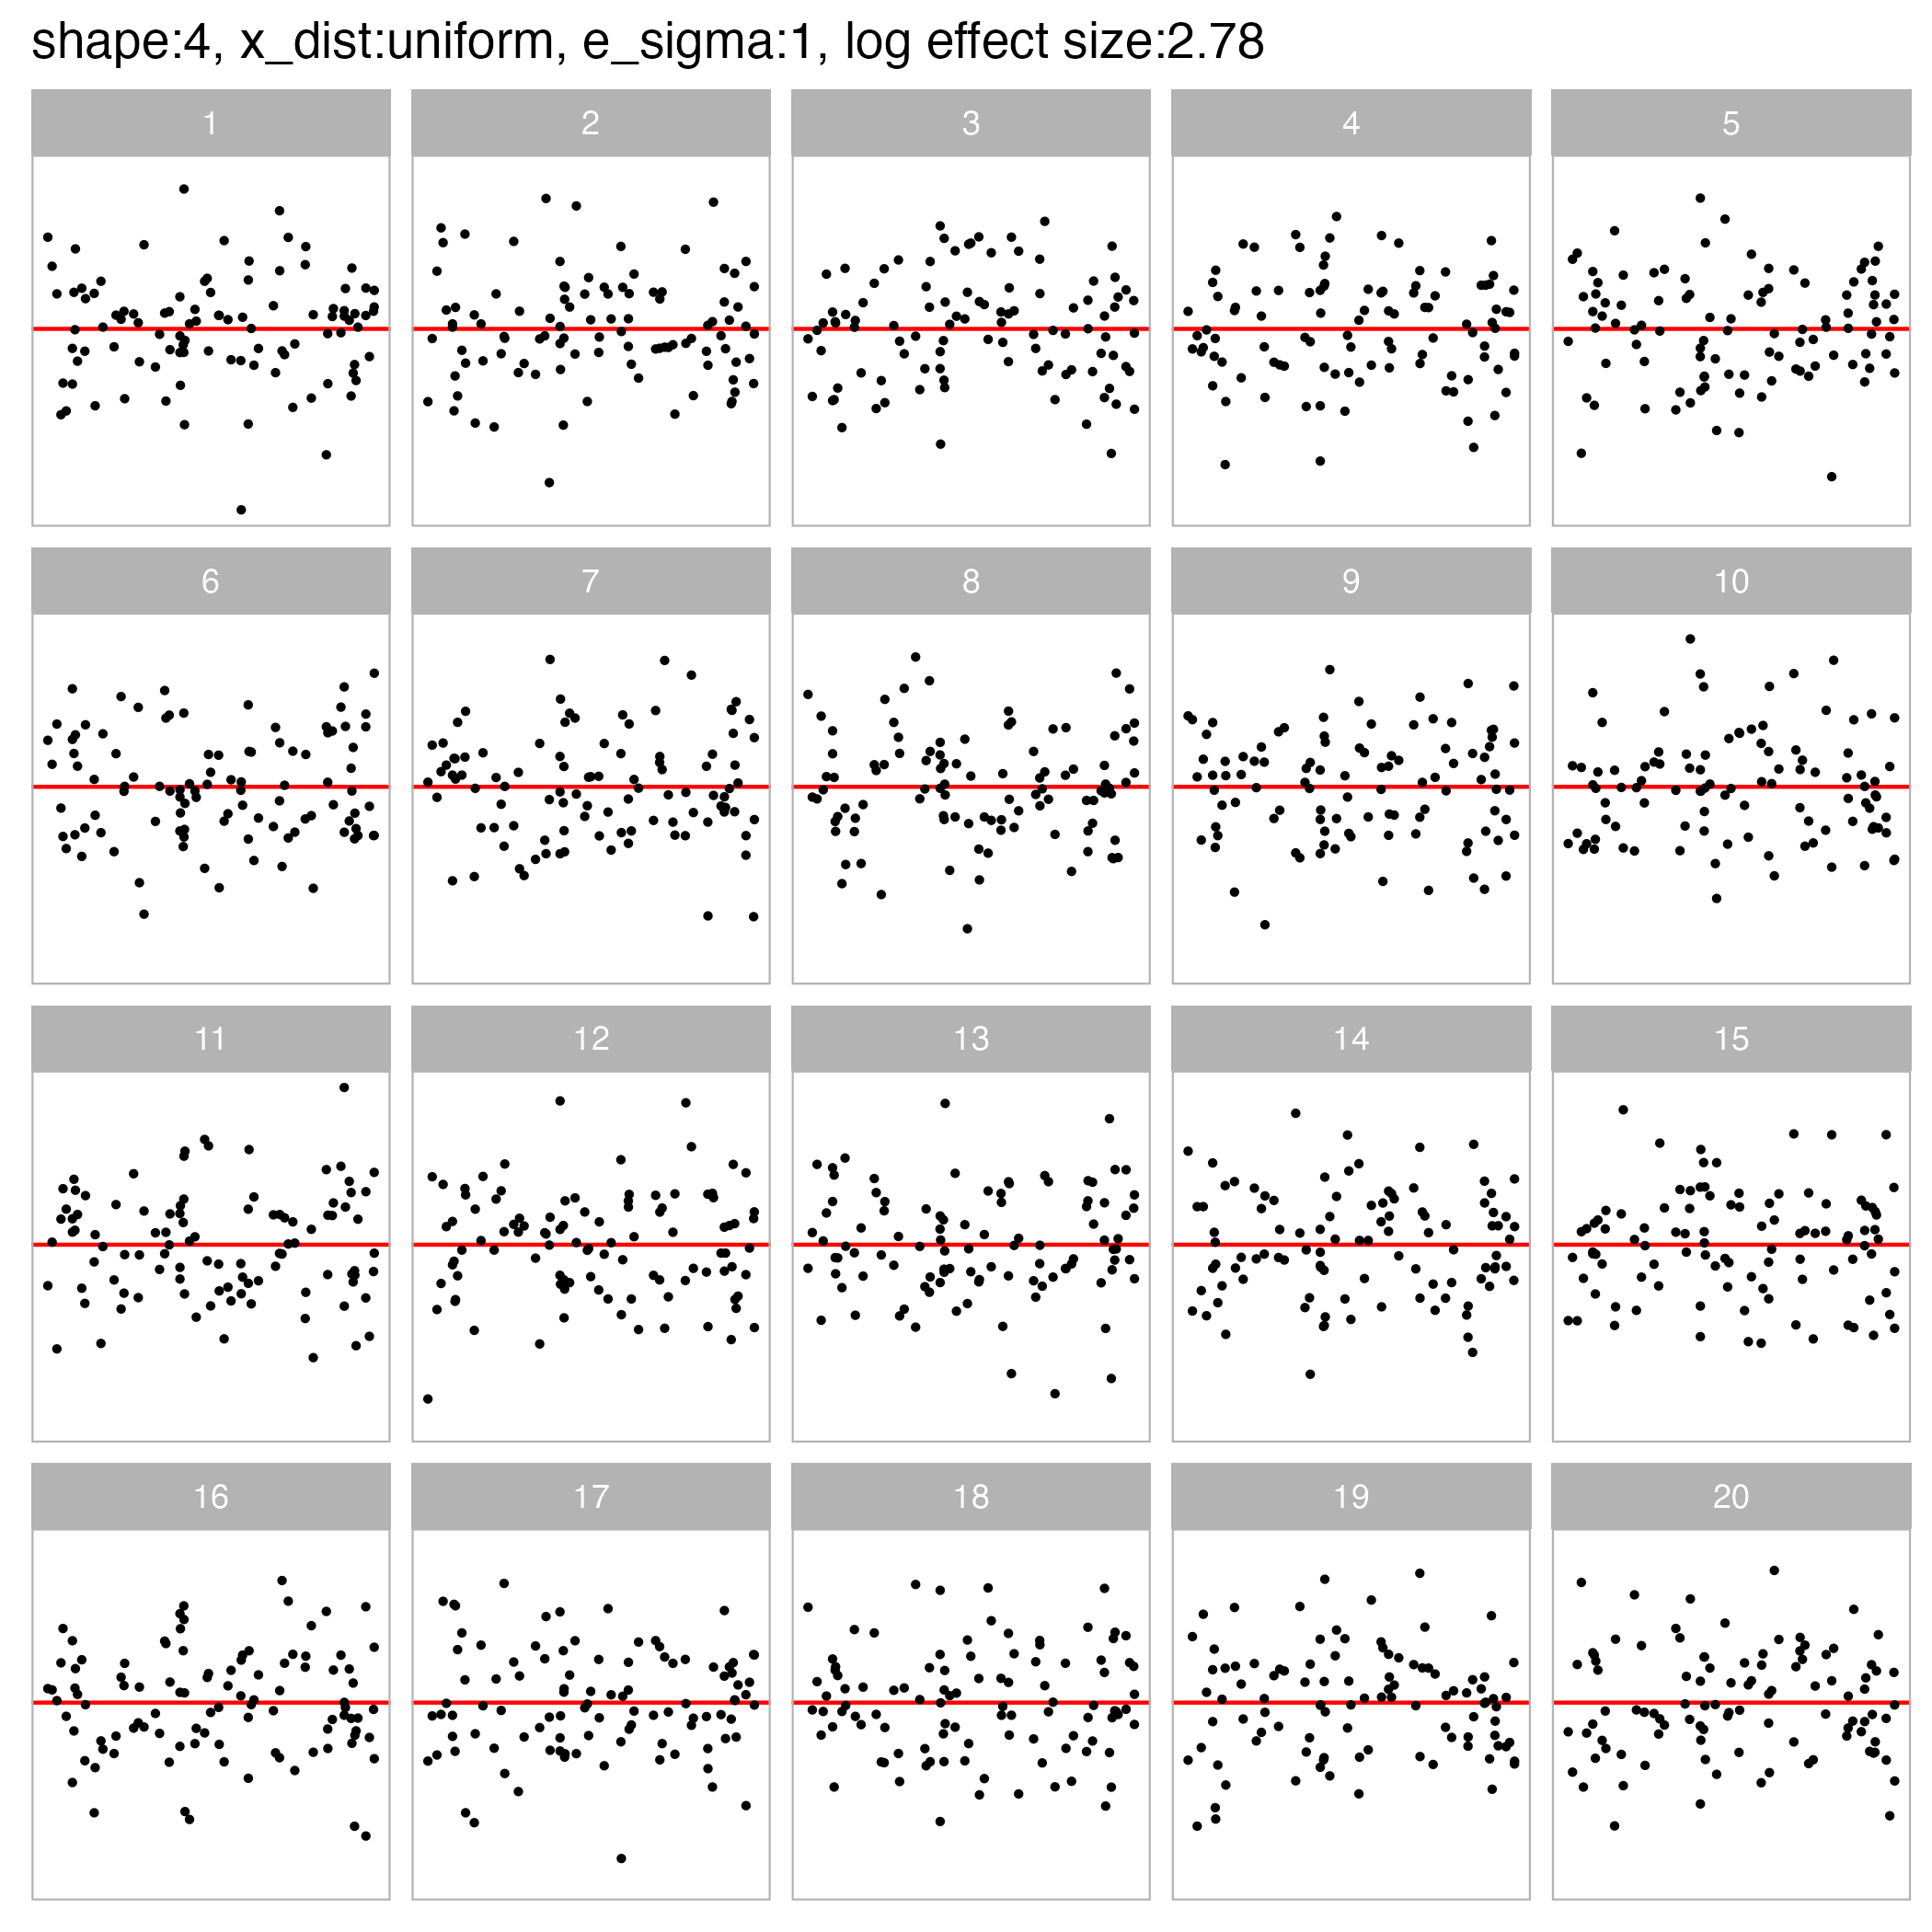 shape:4, x_dist:uniform, e_sigma:1, log effect size:2.78
1 2 3 4 5
6 7 8 9 10
11 12 13 14 15
16 17 18 19 20